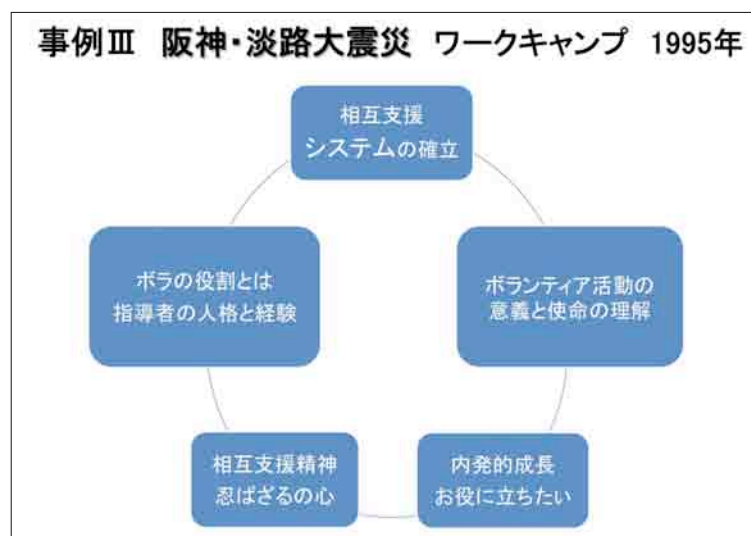 事例Ⅲ 阪神・淡路大震災 ワークキャンプ 1995年
相互支援
システムの確立
ボラの役割とは
指導者の人格と経験
ボランティア活動の
意義と使命の理解
相互支援精神
忍ばざるの心
内発的成長
お役に立ちたい